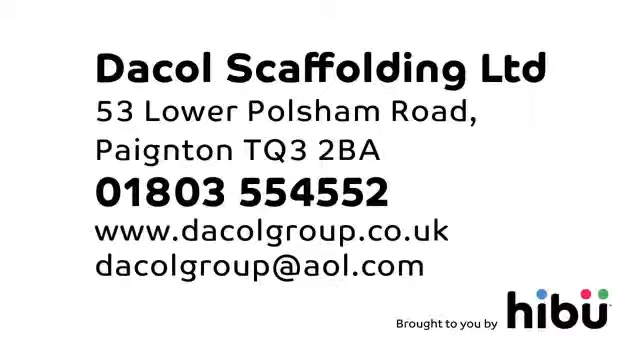 Dacol Scaffolding Ltd
53 Lower Polsham Road,
Paignton TQ3 2BA
01803 554552
www.dacolgroup.co.uk
dacolgroup@aol.com
Brought to you by hibü